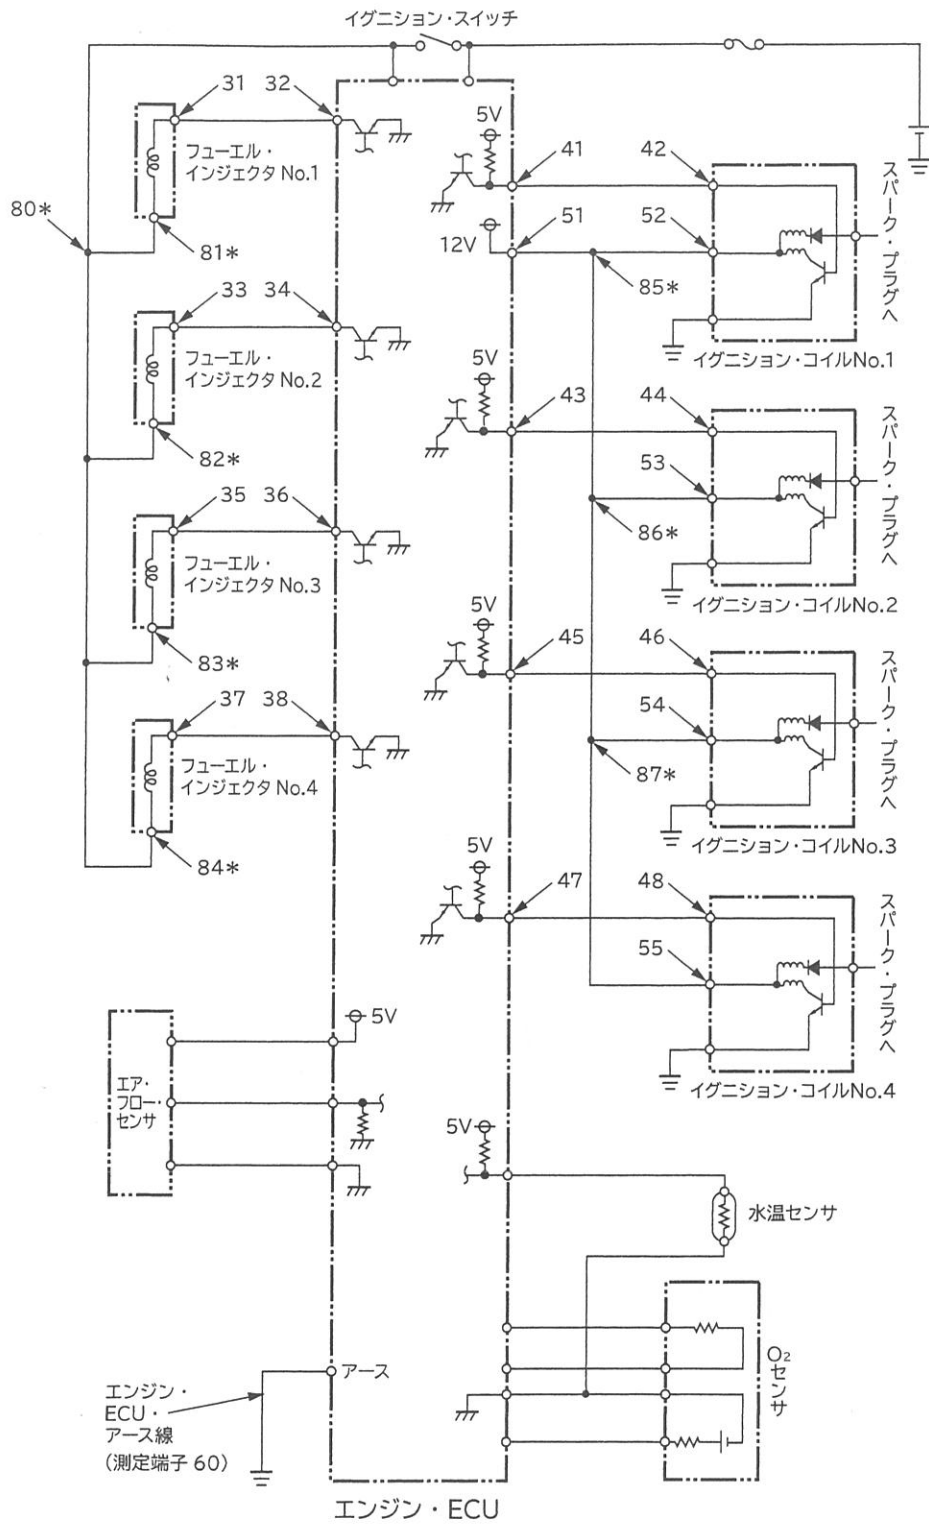 イグニション・スイッチ
31 32
フューエル・
インジェクタ No.1
80*
81*
33 34
フューエル・
インジェクタ No.2
82*
35 36
フューエル・
インジェクタ No.3
83*
37 38
フューエル・
インジェクタ No.4
84*
5V
41 42
12V
51 52
85*
スパーク・プラグへ
イグニション・コイルNo.1
5V
43 44
53
86*
スパーク・プラグへ
イグニション・コイルNo.2
5V
45 46
54
87*
スパーク・プラグへ
イグニション・コイルNo.3
5V
47 48
55
スパーク・プラグへ
イグニション・コイルNo.4
5V
エア・
フロー・
センサ
5V
水温センサ
O2センサ
アース
エンジン・
ECU・
アース線
(測定端子 60)
エンジン・ECU